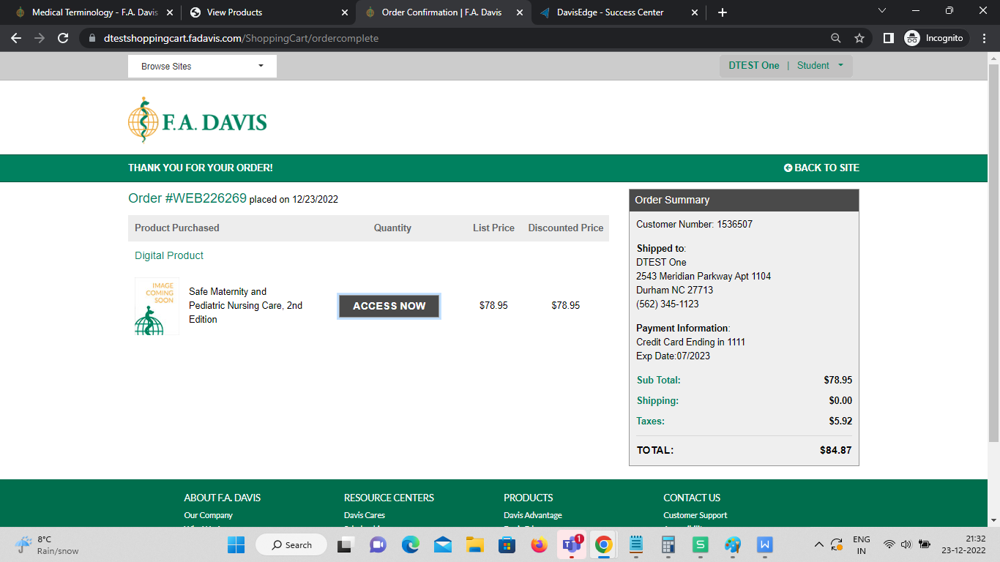 Medical Terminology - F.A. Davis
View Products
Order Confirmation | F.A. Davis
DavisEdge - Success Center
dtestshoppingcart.fadavis.com/ShoppingCart/ordercomplete
Incognito
Browse Sites
DTEST One | Student
F.A. DAVIS
THANK YOU FOR YOUR ORDER!
BACK TO SITE
Order #WEB226269 placed on 12/23/2022
Product Purchased Quantity List Price Discounted Price
Digital Product
IMAGE
COMING
SOON
Safe Maternity and
Pediatric Nursing Care, 2nd
Edition
ACCESS NOW
$78.95
$78.95
Order Summary
Customer Number: 1536507
Shipped to:
DTEST One
2543 Meridian Parkway Apt 1104
Durham NC 27713
(562) 345-1123
Payment Information:
Credit Card Ending in 1111
Exp Date:07/2023
Sub Total: $78.95
Shipping: $0.00
Taxes: $5.92
TOTAL: $84.87
ABOUT F.A. DAVIS
Our Company
RESOURCE CENTERS
Davis Cares
PRODUCTS
Davis Advantage
CONTACT US
Customer Support
8°C
Rain/snow
Search
1
S
W
ENG
IN
21:32
23-12-2022